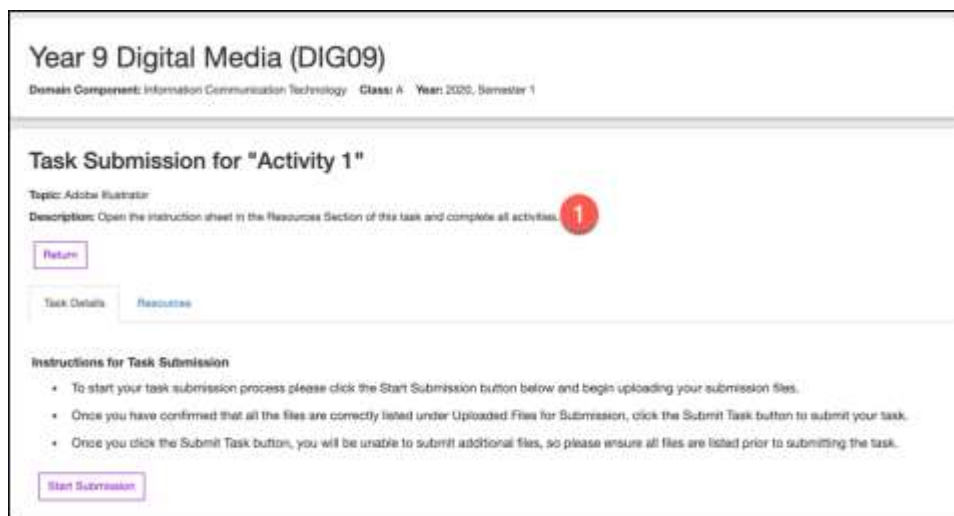 Year 9 Digital Media (DIG09)
Domain Component: Information Communication Technology Class: A Year: 2020, Semester 1
Task Submission for "Activity 1"
Topic: Adobe Illustrator
Description: Open the instruction sheet in the Resources Section of this task and complete all activities. 1
Return
Task Details Resources
Instructions for Task Submission
• To start your task submission process please click the Start Submission button below and begin uploading your submission files.
• Once you have confirmed that all the files are correctly listed under Uploaded Files for Submission, click the Submit Task button to submit your task.
• Once you click the Submit Task button, you will be unable to submit additional files, so please ensure all files are listed prior to submitting the task.
Start Submission